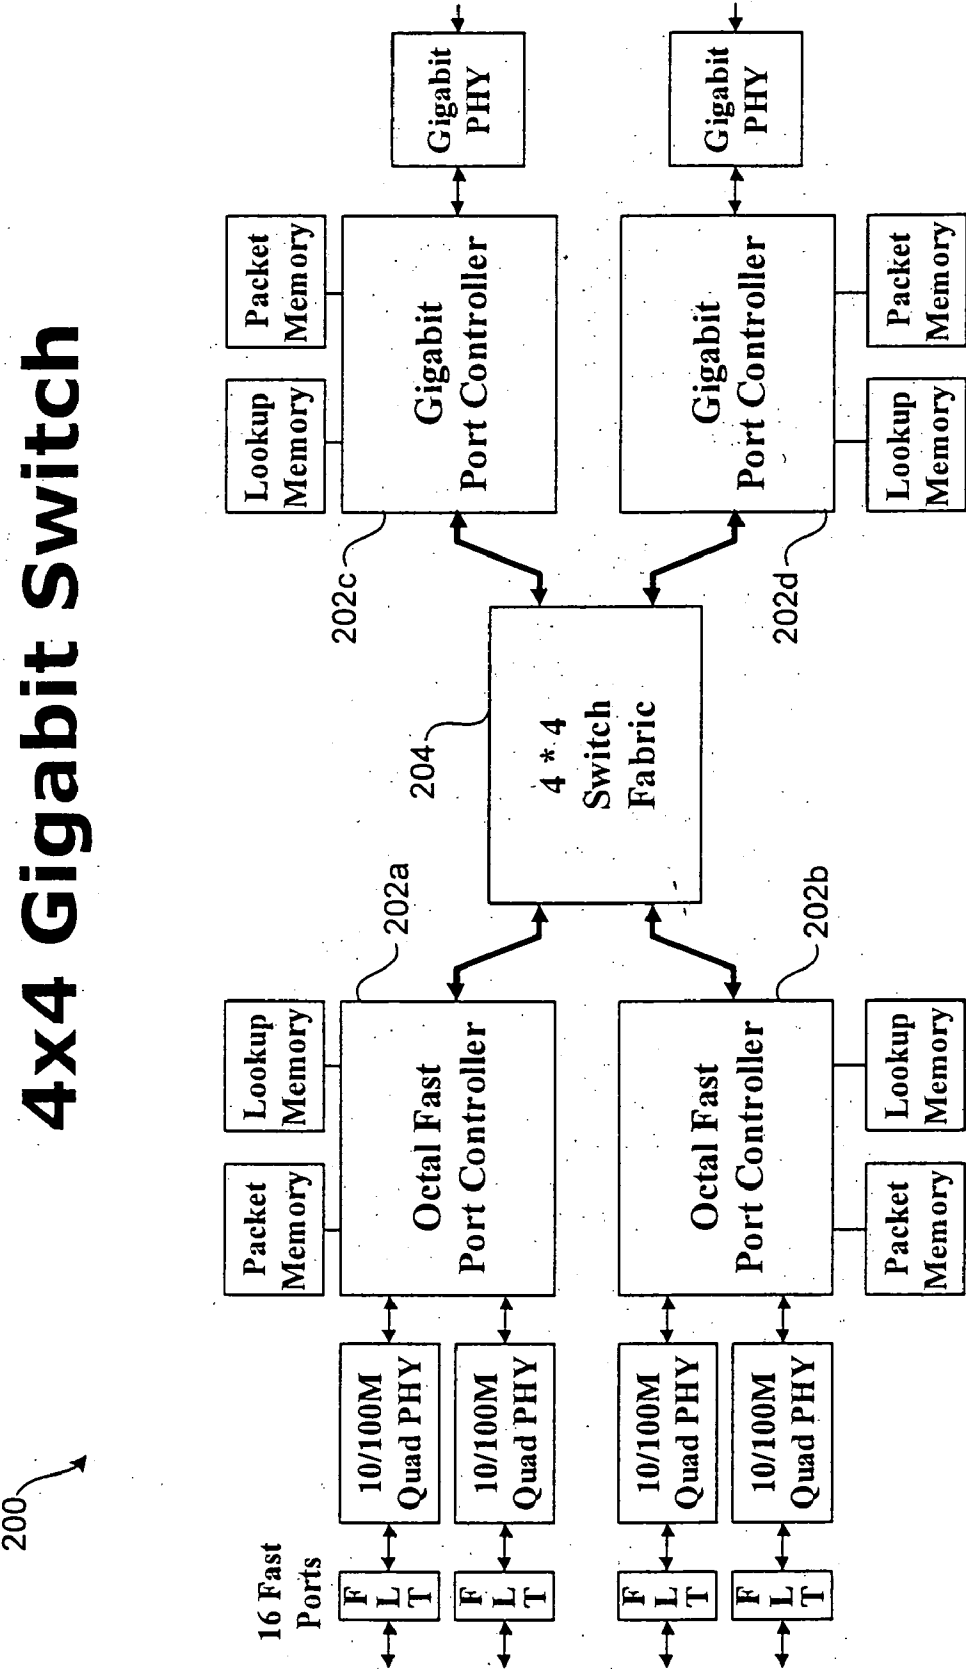 4x4 Gigabit Switch
200
16 Fast
Ports
F
L
T
F
L
T
F
L
T
F
L
T
10/100M
Quad PHY
10/100M
Quad PHY
10/100M
Quad PHY
10/100M
Quad PHY
Packet
Memory
Lookup
Memory
Octal Fast
Port Controller
202a
Octal Fast
Port Controller
202b
Packet
Memory
Lookup
Memory
204
4 * 4
Switch
Fabric
Lookup
Memory
Packet
Memory
202c
Gigabit
Port Controller
202d
Gigabit
Port Controller
Lookup
Memory
Packet
Memory
Gigabit
PHY
Gigabit
PHY